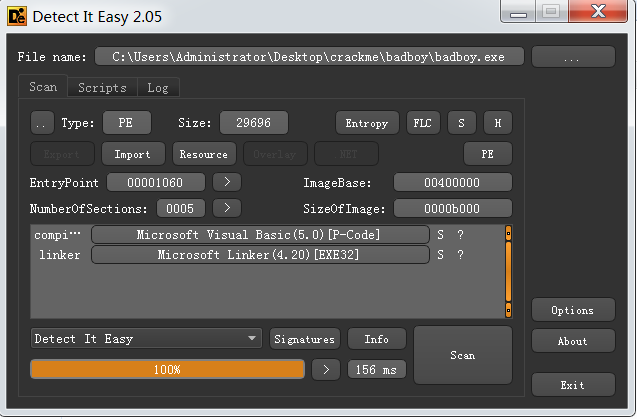 Detect It Easy 2.05
File name: C:\Users\Administrator\Desktop\crackme\badboy\badboy.exe ...
Scan Scripts Log
.. Type: PE Size: 29696 Entropy FLC S H
Export Import Resource Overlay .NET PE
EntryPoint 00001060 > ImageBase: 00400000
NumberOfSections: 0005 > SizeOfImage: 0000b000
compi··· Microsoft Visual Basic(5.0)[P-Code] S ?
linker Microsoft Linker(4.20)[EXE32] S ?
Options
Detect It Easy Signatures Info Scan About
100% > 156 ms
Exit